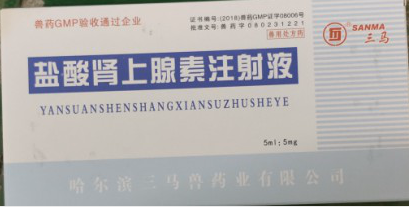 兽药GMP验收通过企业
证书编号:(2018)兽药GMP证字08006号
批准文号:兽药字080231221
兽用处方药
SANMA
三马
盐酸肾上腺素注射液
YANSUANSHENSHANGXIANSUZHUSHEYE
5ml:5mg
哈尔滨三马兽药业有限公司